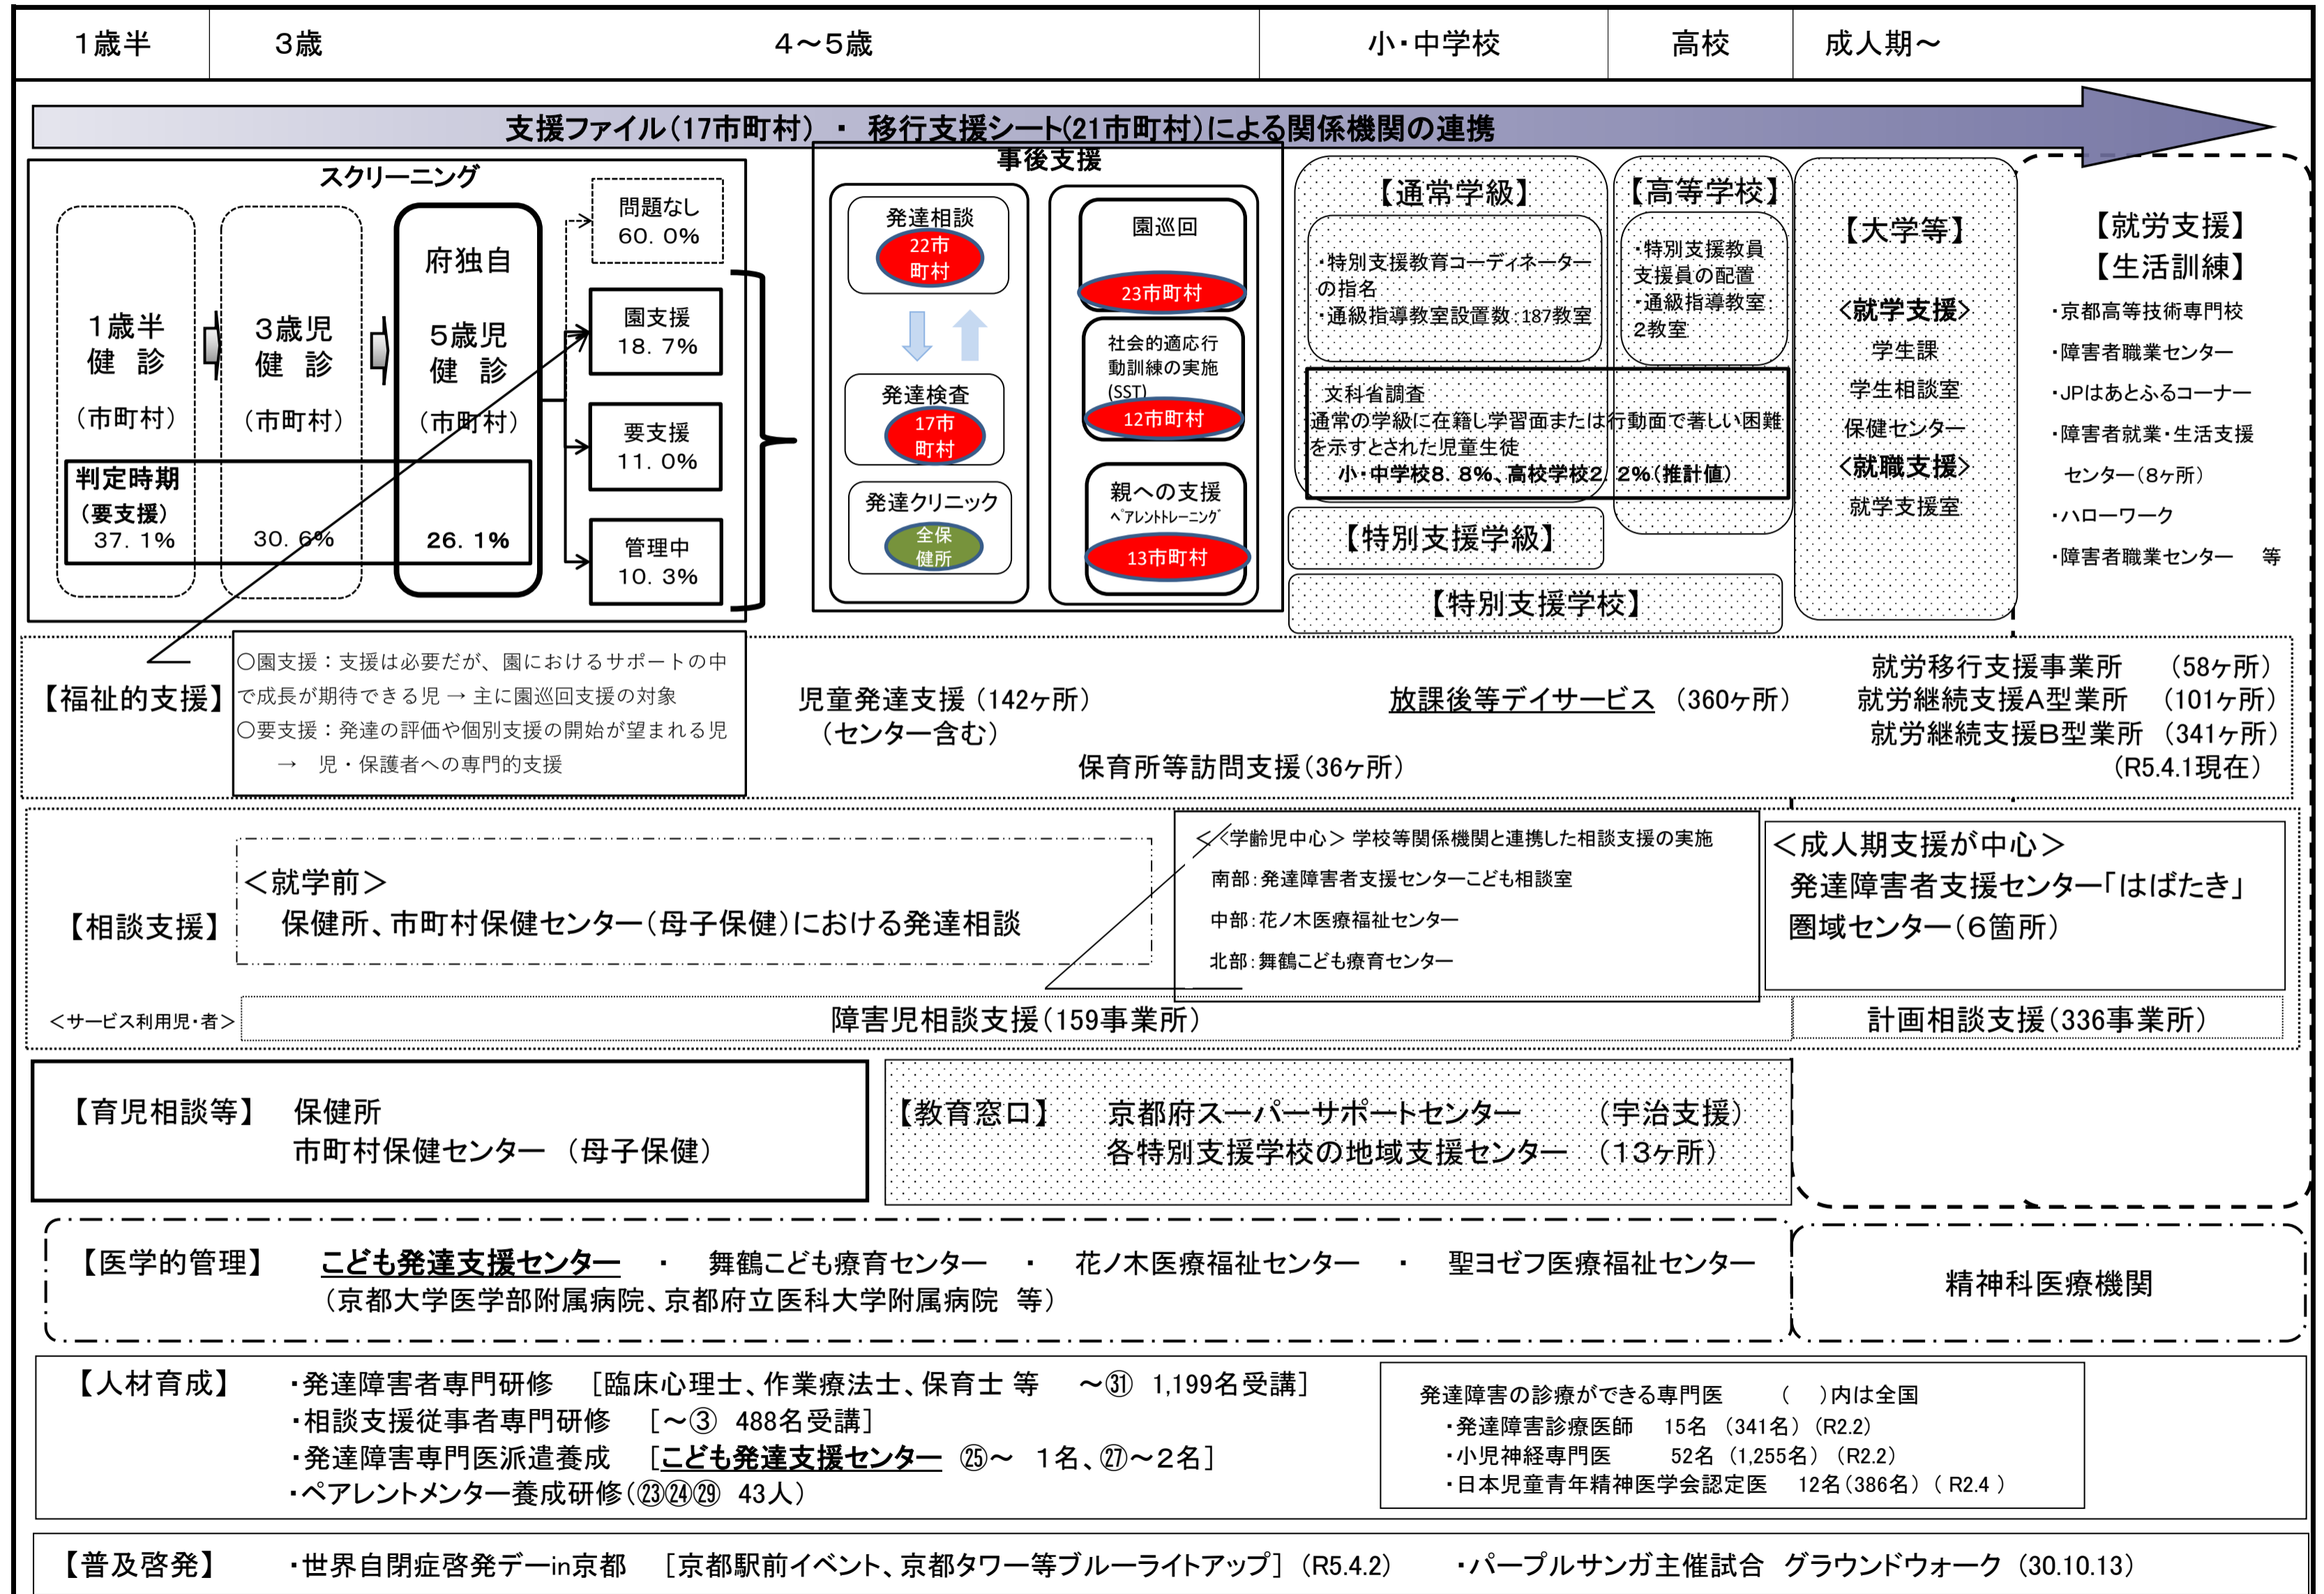 1歳半
3歳
4～5歳
小・中学校
高校
成人期～
支援ファイル(17市町村) ・ 移行支援シート(21市町村)による関係機関の連携
スクリーニング
1歳半
健 診
(市町村)
3歳児
健 診
(市町村)
府独自
5歳児
健 診
(市町村)
判定時期
(要支援)
37.1%
30.6%
26.1%
問題なし
60.0%
園支援
18.7%
要支援
11.0%
管理中
10.3%
事後支援
発達相談
22市
町村
発達検査
17市
町村
発達クリニック
全保
健所
園巡回
23市町村
社会的適応行
動訓練の実施
(SST)
12市町村
親への支援
ペアレントトレーニング
13市町村
【通常学級】
・特別支援教育コーディネーター
の指名
・通級指導教室設置数:187教室
【高等学校】
・特別支援教員
支援員の配置
・通級指導教室
2教室
文科省調査
通常の学級に在籍し学習面または行動面で著しい困難
を示すとされた児童生徒
小・中学校8.8%、高校学校2.2%(推計値)
【特別支援学級】
【特別支援学校】
【大学等】
<就学支援>
学生課
学生相談室
保健センター
<就職支援>
就学支援室
【就労支援】
【生活訓練】
・京都高等技術専門校
・障害者職業センター
・JPはあとふるコーナー
・障害者就業・生活支援
センター(8ヶ所)
・ハローワーク
・障害者職業センター 等
【福祉的支援】
○園支援：支援は必要だが、園におけるサポートの中
で成長が期待できる児 → 主に園巡回支援の対象
○要支援：発達の評価や個別支援の開始が望まれる児
→ 児・保護者への専門的支援
児童発達支援 (142ヶ所)
(センター含む)
保育所等訪問支援(36ヶ所)
放課後等デイサービス (360ヶ所)
就労移行支援事業所 (58ヶ所)
就労継続支援A型業所 (101ヶ所)
就労継続支援B型業所 (341ヶ所)
(R5.4.1現在)
【相談支援】
<就学前>
保健所、市町村保健センター(母子保健)における発達相談
<<学齢児中心> 学校等関係機関と連携した相談支援の実施
南部:発達障害者支援センターこども相談室
中部:花ノ木医療福祉センター
北部:舞鶴こども療育センター
<成人期支援が中心>
発達障害者支援センター「はばたき」
圏域センター(6箇所)
<サービス利用児・者>
障害児相談支援(159事業所)
計画相談支援(336事業所)
【育児相談等】 保健所
市町村保健センター (母子保健)
【教育窓口】 京都府スーパーサポートセンター (宇治支援)
各特別支援学校の地域支援センター (13ヶ所)
【医学的管理】 こども発達支援センター ・ 舞鶴こども療育センター ・ 花ノ木医療福祉センター ・ 聖ヨゼフ医療福祉センター
(京都大学医学部附属病院、京都府立医科大学附属病院 等)
精神科医療機関
【人材育成】 ・発達障害者専門研修 [臨床心理士、作業療法士、保育士 等 ～㉛ 1,199名受講]
・相談支援従事者専門研修 [～③ 488名受講]
・発達障害専門医派遣養成 [こども発達支援センター ㉕～ 1名、㉗～2名]
・ペアレントメンター養成研修(㉓㉔㉙ 43人)
発達障害の診療ができる専門医 ( )内は全国
・発達障害診療医師 15名 (341名) (R2.2)
・小児神経専門医 52名 (1,255名) (R2.2)
・日本児童青年精神医学会認定医 12名(386名) ( R2.4 )
【普及啓発】 ・世界自閉症啓発デーin京都 [京都駅前イベント、京都タワー等ブルーライトアップ] (R5.4.2) ・パープルサンガ主催試合 グラウンドウォーク (30.10.13)